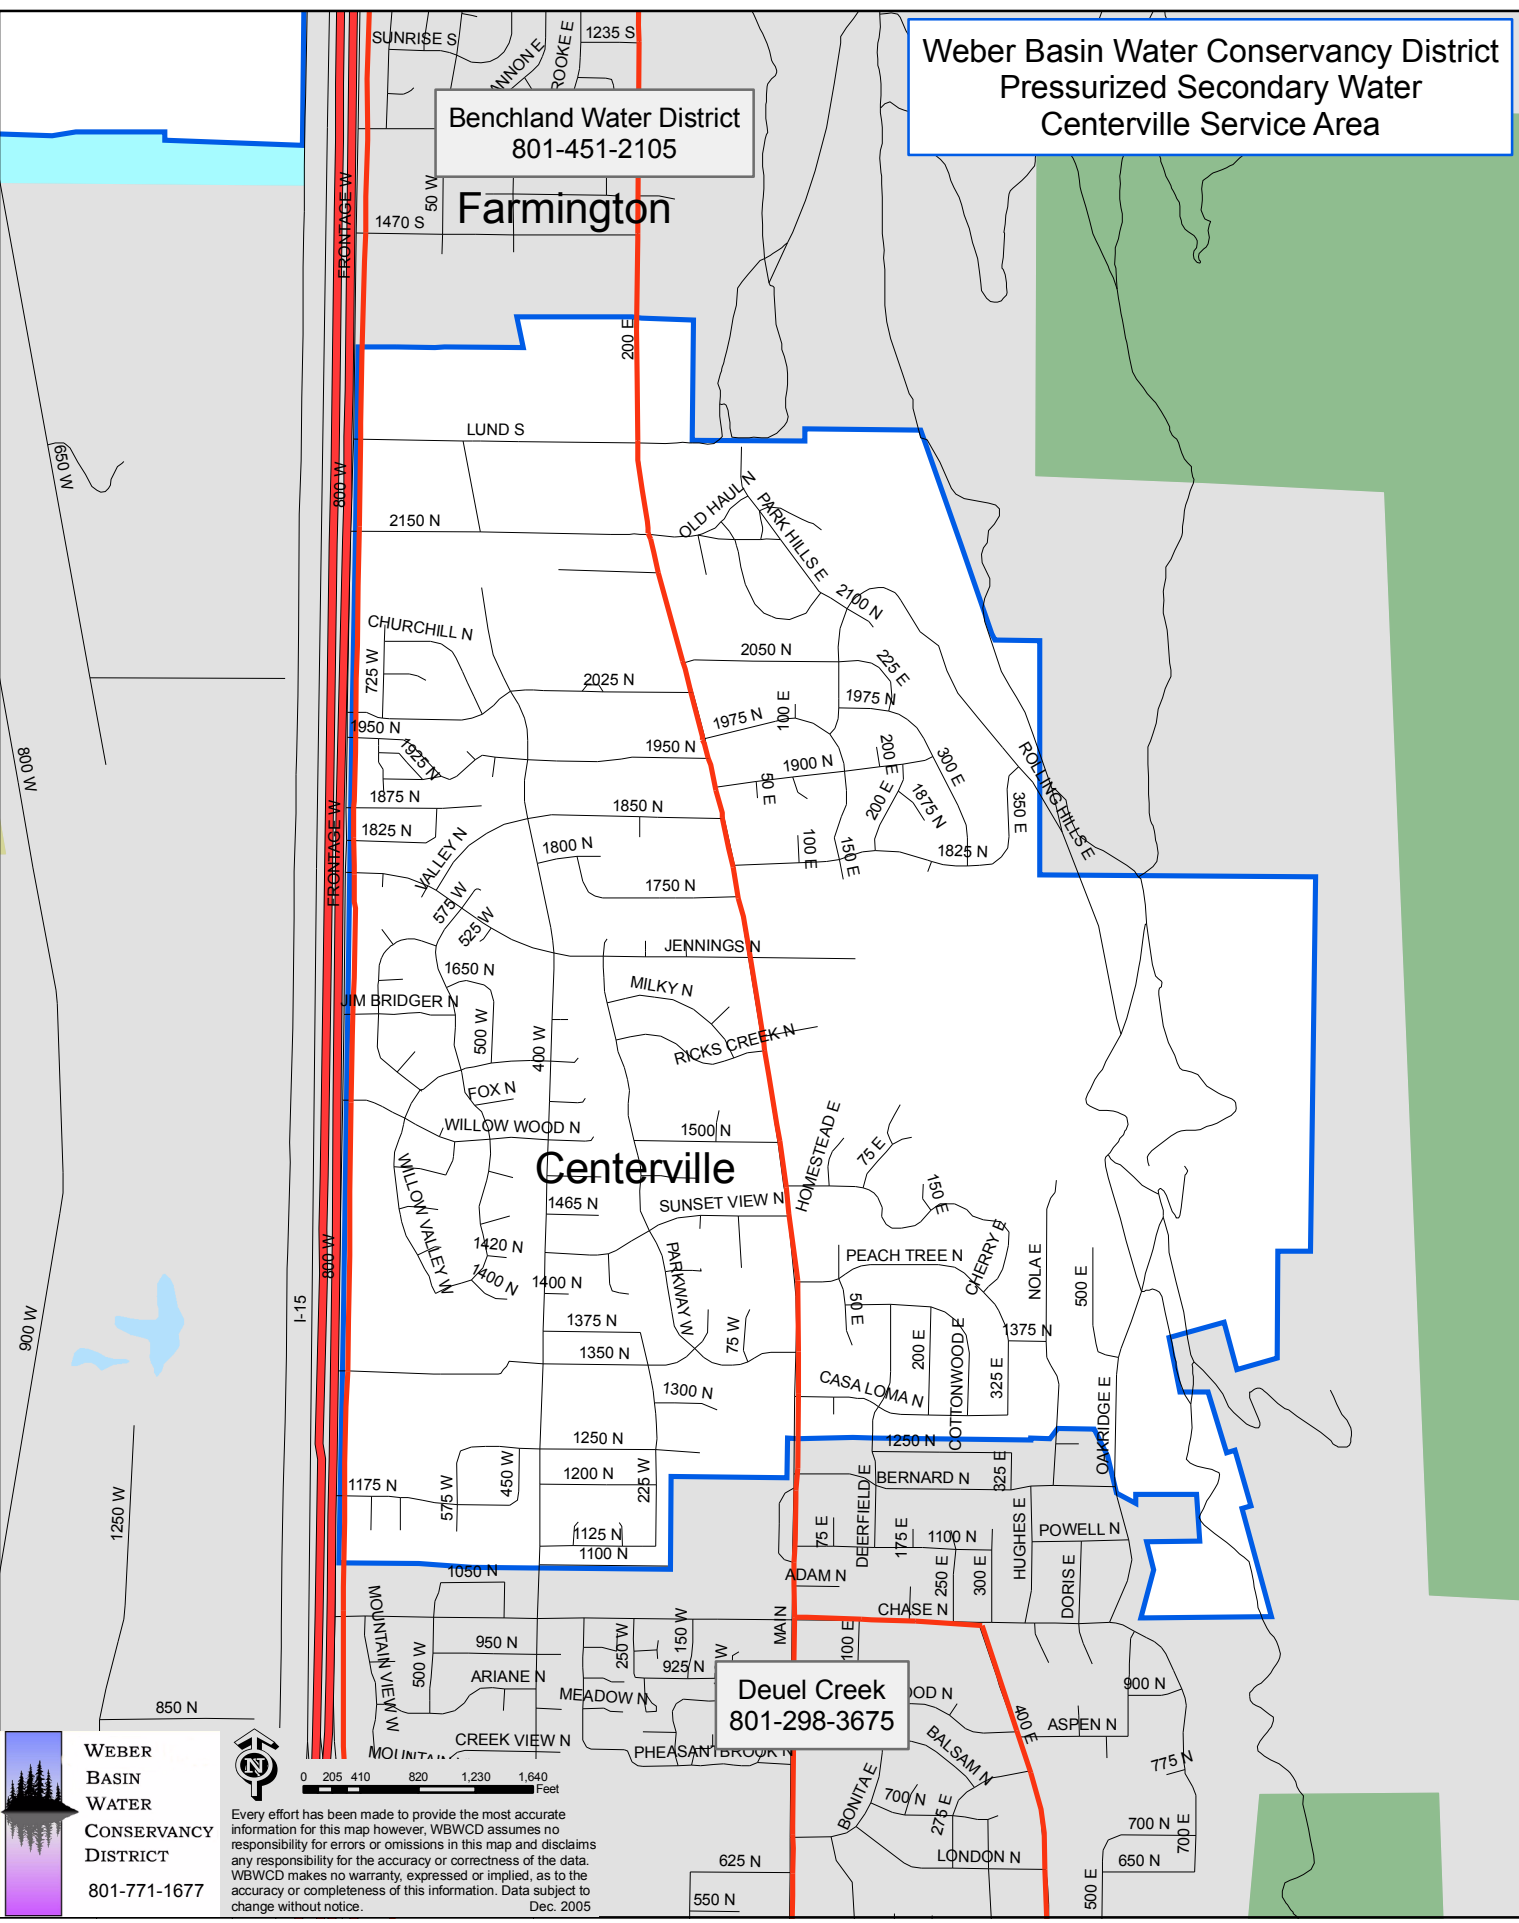 Weber Basin Water Conservancy District
Pressurized Secondary Water
Centerville Service Area
SUNRISE S
1235 S
ANNON E
ROOKE E
Benchland Water District
801-451-2105
50 W
Farmington
FRONTAGE W
1470 S
200 E
LUND S
650 W
800 W
2150 N
OLD HAUL N
PARK HILLS E
2100 N
CHURCHILL N
725 W
2050 N
225 E
2025 N
1975 N
100 E
1975 N
1950 N
1925 N
1950 N
1900 N
200 E
300 E
ROLLING HILLS E
800 W
50 E
200 E
1875 N
350 E
1875 N
1850 N
FRONTAGE W
1825 N
VALLEY N
1800 N
100 E
150 E
1825 N
1750 N
575 W
525 W
JENNINGS N
1650 N
MILKY N
JIM BRIDGER N
500 W
400 W
RICKS CREEK N
FOX N
WILLOW WOOD N
1500 N
HOMESTEAD E
75 E
Centerville
WILLOW VALLEY W
1465 N
SUNSET VIEW N
150 E
1420 N
PARKWAY W
PEACH TREE N
CHERRY E
NOLA E
500 E
800 W
1400 N
1400 N
I-15
900 W
1375 N
75 W
50 E
200 E
COTTONWOOD E
1375 N
1350 N
325 E
1300 N
CASA LOMA N
OAKRIDGE E
1250 N
1250 N
450 W
1200 N
225 W
BERNARD N
325 E
1175 N
575 W
DEERFIELD E
1250 W
1125 N
75 E
175 E
1100 N
HUGHES E
POWELL N
1100 N
1050 N
ADAM N
250 E
300 E
DORIS E
MOUNTAIN VIEW W
CHASE N
MAIN
100 E
950 N
250 W
150 W
W
500 W
925 N
ARIANE N
MEADOW N
Deuel Creek
801-298-3675
OOD N
900 N
850 N
400 E
ASPEN N
CREEK VIEW N
MOUNTAIN
PHEASANTBROOK N
BALSAM N
775 N
BONITA E
700 N
275 E
700 N
700 E
LONDON N
650 N
625 N
500 E
550 N
WEBER
BASIN
WATER
CONSERVANCY
DISTRICT
801-771-1677
N
0 205 410 820 1,230 1,640
Feet
Every effort has been made to provide the most accurate
information for this map however, WBWCD assumes no
responsibility for errors or omissions in this map and disclaims
any responsibility for the accuracy or correctness of the data.
WBWCD makes no warranty, expressed or implied, as to the
accuracy or completeness of this information. Data subject to
change without notice. Dec. 2005